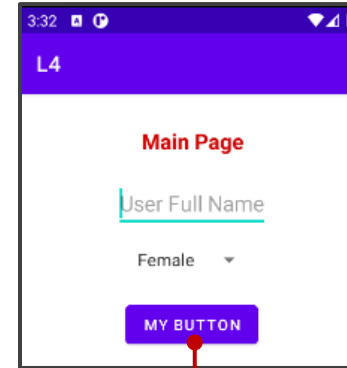 3:32
L4
Main Page
User Full Name
Female
MY BUTTON